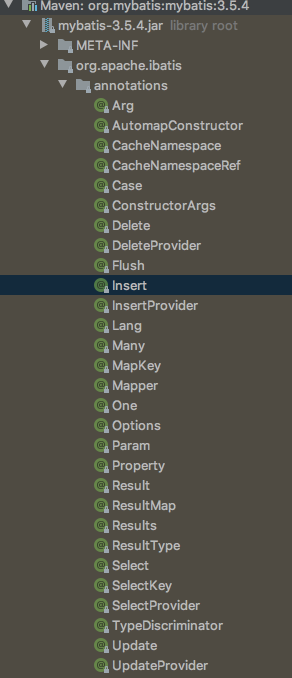 Maven: org.mybatis:mybatis:3.5.4
mybatis-3.5.4.jar library root
META-INF
org.apache.ibatis
annotations
Arg
AutomapConstructor
CacheNamespace
CacheNamespaceRef
Case
ConstructorArgs
Delete
DeleteProvider
Flush
Insert
InsertProvider
Lang
Many
MapKey
Mapper
One
Options
Param
Property
Result
ResultMap
Results
ResultType
Select
SelectKey
SelectProvider
TypeDiscriminator
Update
UpdateProvider